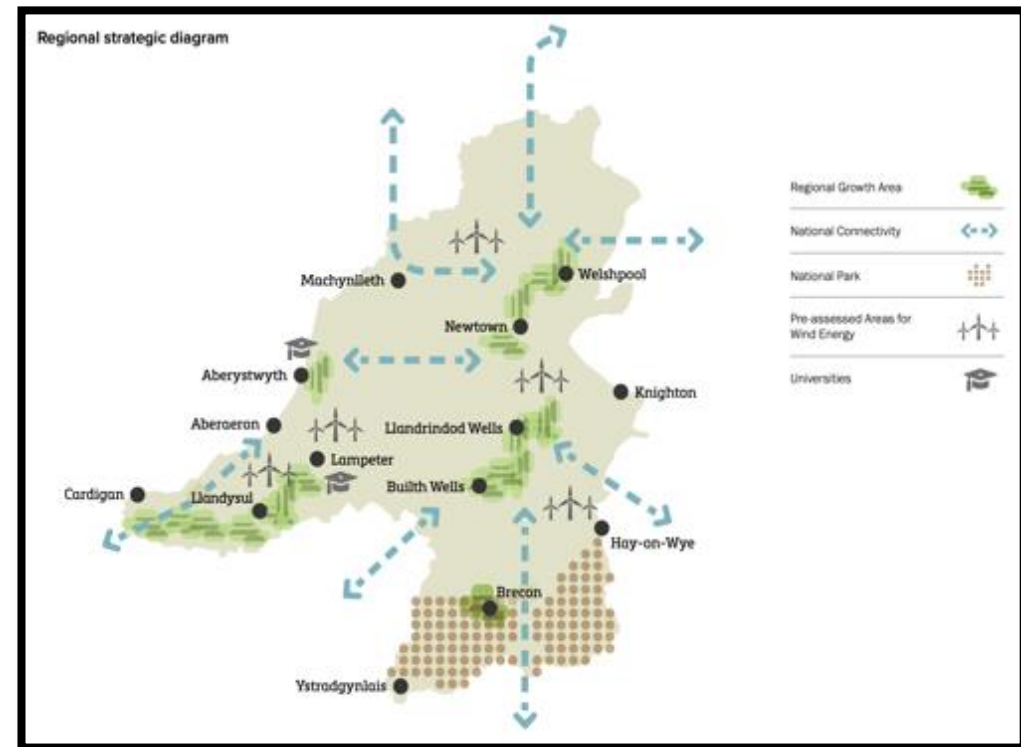 Regional strategic diagram
Regional Growth Area
National Connectivity
National Park
Pre-assessed Areas for
Wind Energy
Universities
Machynlleth
Welshpool
Newtown
Aberystwyth
Knighton
Aberaeron
Llandrindod Wells
Lampeter
Cardigan
Llandysul
Builth Wells
Hay-on-Wye
Brecon
Ystradgynlais